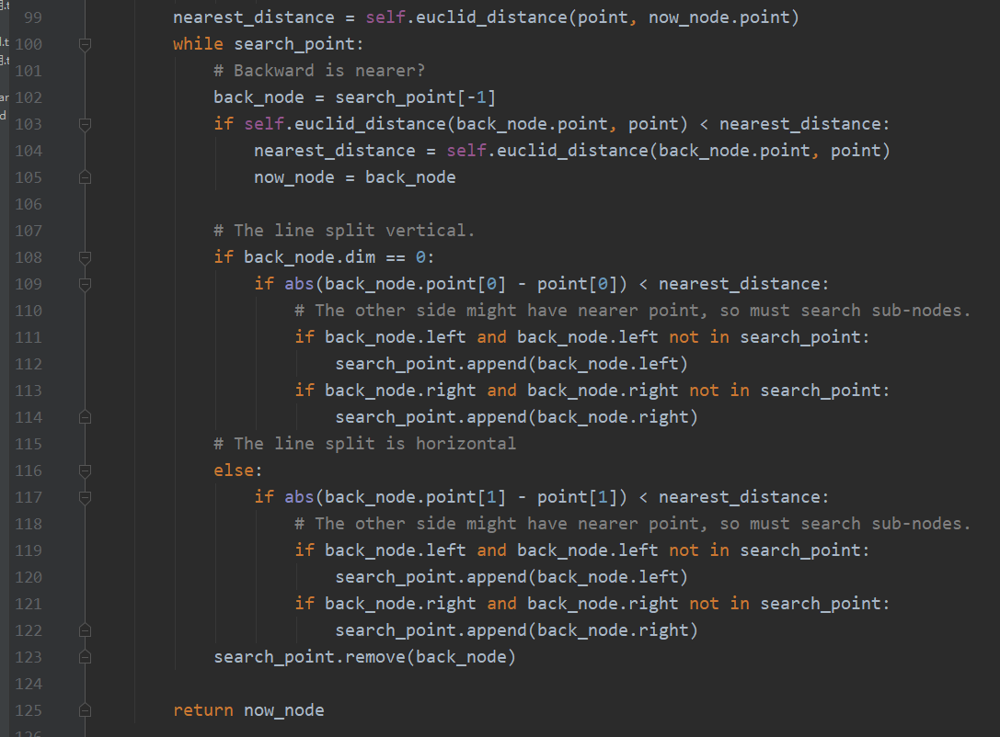 99 nearest_distance = self.euclid_distance(point, now_node.point)
100 while search_point:
101 # Backward is nearer?
102 back_node = search_point[-1]
103 if self.euclid_distance(back_node.point, point) < nearest_distance:
104 nearest_distance = self.euclid_distance(back_node.point, point)
105 now_node = back_node
106
107 # The line split vertical.
108 if back_node.dim == 0:
109 if abs(back_node.point[0] - point[0]) < nearest_distance:
110 # The other side might have nearer point, so must search sub-nodes.
111 if back_node.left and back_node.left not in search_point:
112 search_point.append(back_node.left)
113 if back_node.right and back_node.right not in search_point:
114 search_point.append(back_node.right)
115 # The line split is horizontal
116 else:
117 if abs(back_node.point[1] - point[1]) < nearest_distance:
118 # The other side might have nearer point, so must search sub-nodes.
119 if back_node.left and back_node.left not in search_point:
120 search_point.append(back_node.left)
121 if back_node.right and back_node.right not in search_point:
122 search_point.append(back_node.right)
123 search_point.remove(back_node)
124
125 return now_node